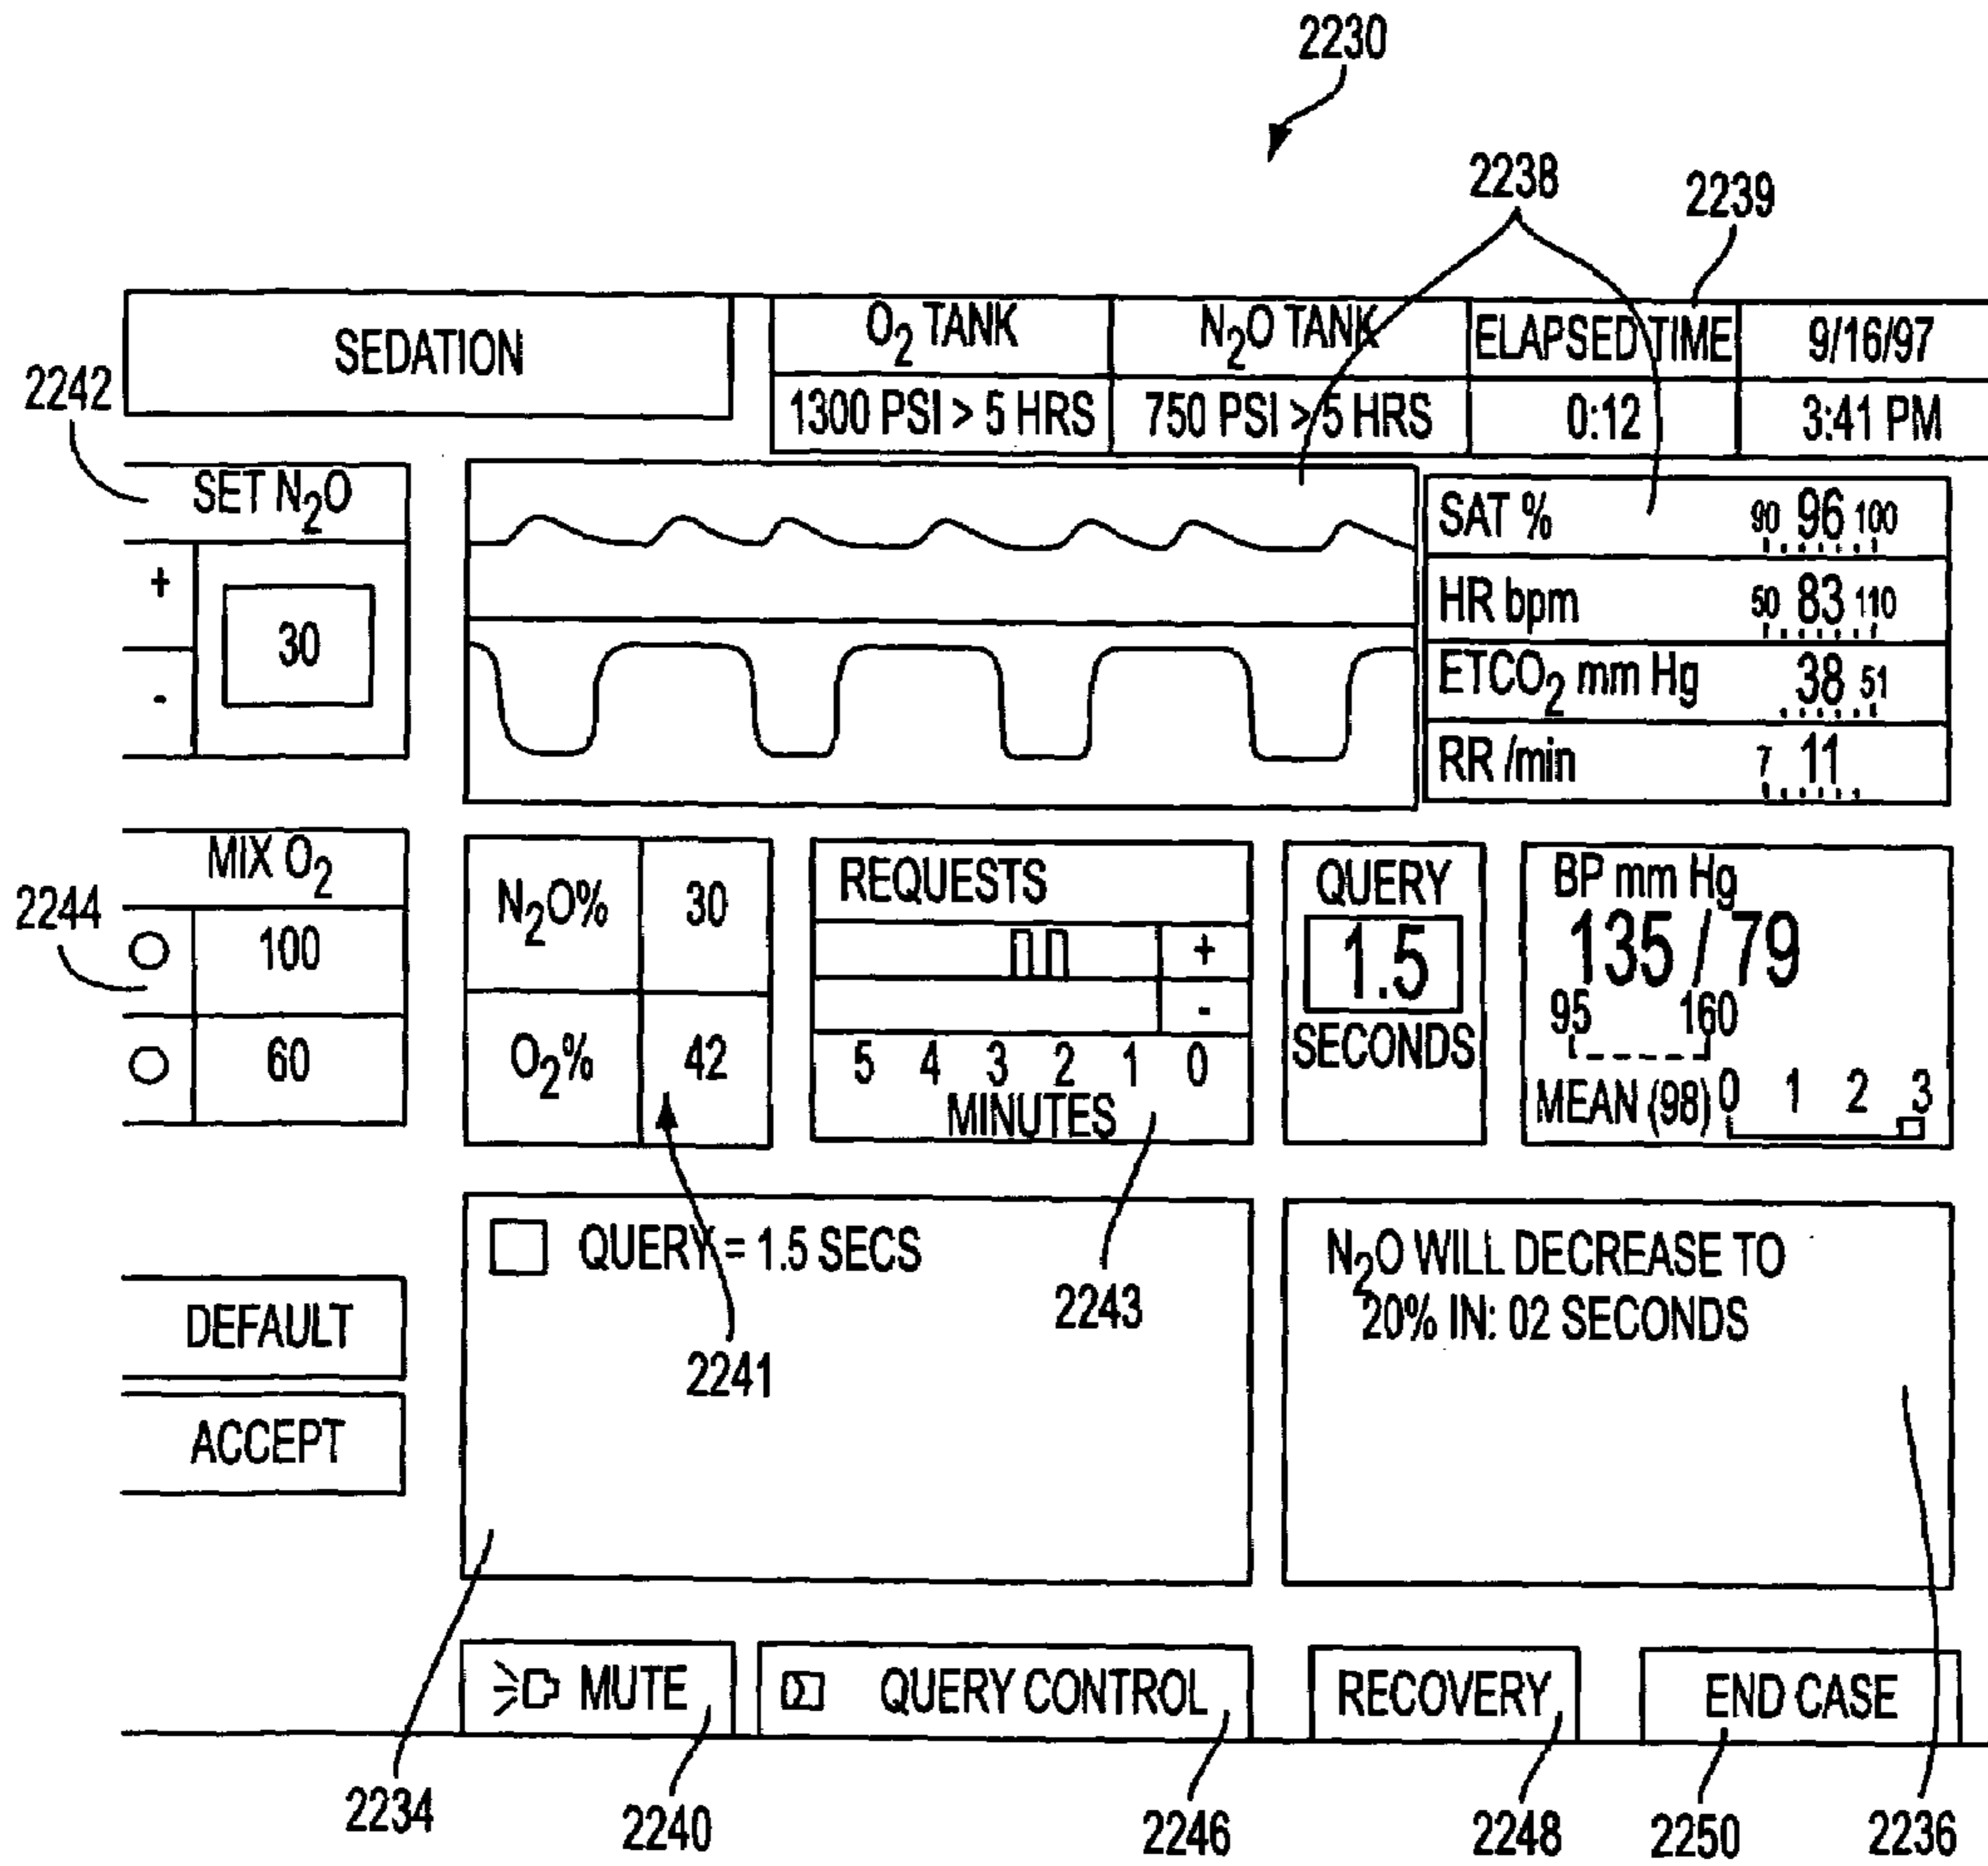 2230
2238
2239
SEDATION
O₂ TANK
N₂O TANK
ELAPSED TIME
9/16/97
1300 PSI > 5 HRS
750 PSI > 5 HRS
0:12
3:41 PM
2242
SET N₂O
+
-
30
SAT %
90 96 100
HR bpm
50 83 110
ETCO₂ mm Hg
38 51
RR /min
7 11
2244
MIX O₂
100
60
N₂O%
30
O₂%
42
REQUESTS
+
-
5 4 3 2 1 0
MINUTES
QUERY
1.5
SECONDS
BP mm Hg
135 / 79
95 160
MEAN (98)
0 1 2 3
QUERY = 1.5 SECS
2241
2243
N₂O WILL DECREASE TO
20% IN: 02 SECONDS
DEFAULT
ACCEPT
MUTE
QUERY CONTROL
RECOVERY
END CASE
2234
2240
2246
2248
2250
2236